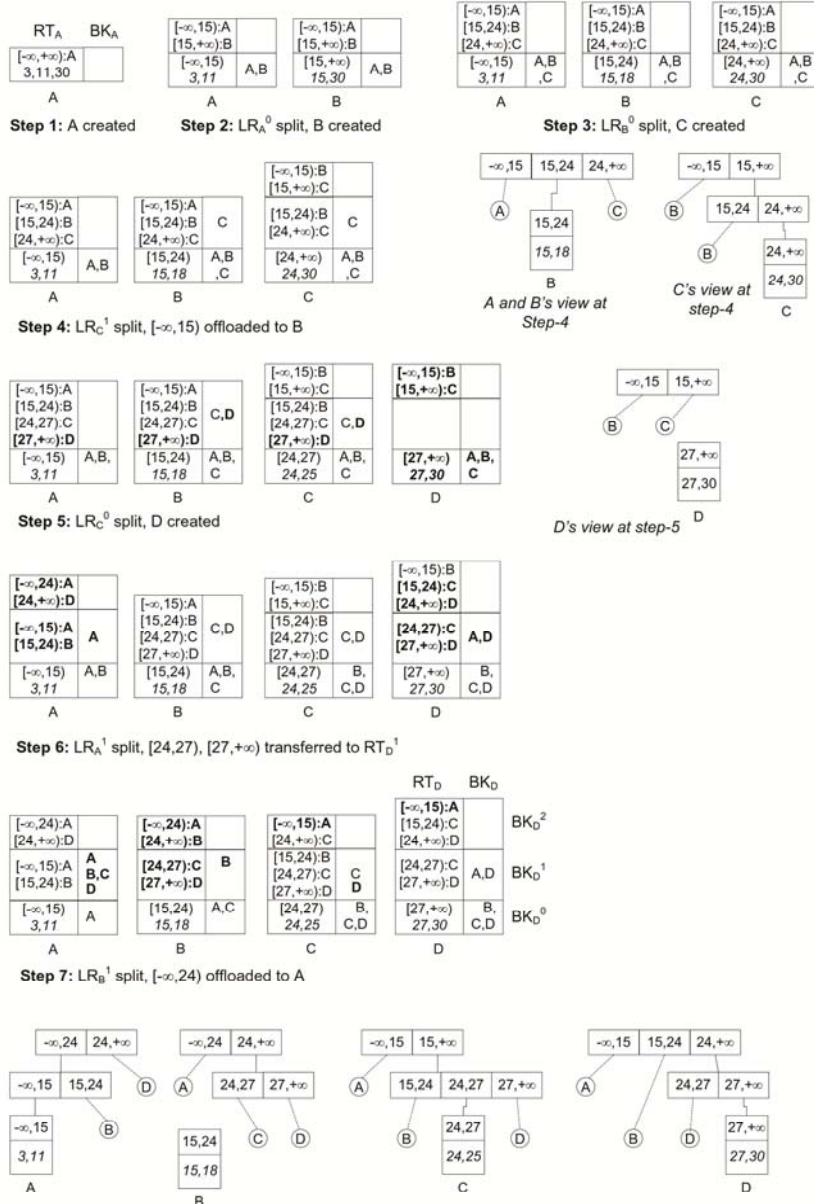 RT_A BK_A
[-∞,+∞):A
3,11,30
A
Step 1: A created
[-∞,15):A
[15,+∞):B
[-∞,15)
3,11
A,B
A
[-∞,15):A
[15,+∞):B
[15,+∞)
15,30
A,B
B
Step 2: LR_A^0 split, B created
[-∞,15):A
[15,24):B
[24,+∞):C
[-∞,15)
3,11
A,B
,C
A
[-∞,15):A
[15,24):B
[24,+∞):C
[15,24)
15,18
A,B
,C
B
[-∞,15):A
[15,24):B
[24,+∞):C
[24,+∞)
24,30
A,B
,C
C
Step 3: LR_B^0 split, C created
[-∞,15):A
[15,24):B
[24,+∞):C
[-∞,15)
3,11
A,B
A
[-∞,15):A
[15,24):B
[24,+∞):C
C
[15,24)
15,18
A,B
,C
B
[-∞,15):B
[15,+∞):C
[15,24):B
[24,+∞):C
C
[24,+∞)
24,30
A,B
,C
C
Step 4: LR_C^1 split, [-∞,15) offloaded to B
-∞,15 15,24 24,+∞
A
C
15,24
15,18
B
A and B's view at
Step-4
-∞,15 15,+∞
B
15,24 24,+∞
B
24,+∞
24,30
C
C's view at
step-4
[-∞,15):A
[15,24):B
[24,27):C
[27,+∞):D
[-∞,15)
3,11
A,B,
A
[-∞,15):A
[15,24):B
[24,27):C
[27,+∞):D
C,D
[15,24)
15,18
A,B,
C
B
[-∞,15):B
[15,+∞):C
[15,24):B
[24,27):C
[27,+∞):D
C,D
[24,27)
24,25
A,B,
C
C
[-∞,15):B
[15,+∞):C
[27,+∞)
27,30
A,B,
C
D
Step 5: LR_C^0 split, D created
-∞,15 15,+∞
B
C
27,+∞
27,30
D
D's view at step-5
[-∞,24):A
[24,+∞):D
[-∞,15):A
[15,24):B
A
[-∞,15)
3,11
A,B
A
[-∞,15):A
[15,24):B
[24,27):C
[27,+∞):D
C,D
[15,24)
15,18
A,B,
C
B
[-∞,15):B
[15,+∞):C
[15,24):B
[24,27):C
[27,+∞):D
C,D
[24,27)
24,25
B,
C,D
C
[-∞,15):B
[15,24):C
[24,+∞):D
[24,27):C
[27,+∞):D
A,D
[27,+∞)
27,30
B,
C,D
D
Step 6: LR_A^1 split, [24,27), [27,+∞) transferred to RT_D^1
[-∞,24):A
[24,+∞):D
[-∞,15):A
[15,24):B
A
B,C
D
[-∞,15)
3,11
A
A
[-∞,24):A
[24,+∞):B
[24,27):C
[27,+∞):D
B
[15,24)
15,18
A,C
B
[-∞,15):A
[24,+∞):C
[15,24):B
[24,27):C
[27,+∞):D
C
D
[24,27)
24,25
B,
C,D
C
RT_D BK_D
[-∞,15):A
[15,24):C
[24,+∞):D
BK_D^2
[24,27):C
[27,+∞):D
A,D
BK_D^1
[27,+∞)
27,30
B,
C,D
BK_D^0
D
Step 7: LR_B^1 split, [-∞,24) offloaded to A
-∞,24 24,+∞
-∞,15 15,24
D
-∞,15
3,11
B
A
-∞,24 24,+∞
A
24,27 27,+∞
C
D
15,24
15,18
B
-∞,15 15,+∞
A
15,24 24,27 27,+∞
B
D
24,27
24,25
C
-∞,15 15,24 24,+∞
A
24,27 27,+∞
B
D
27,+∞
27,30
D